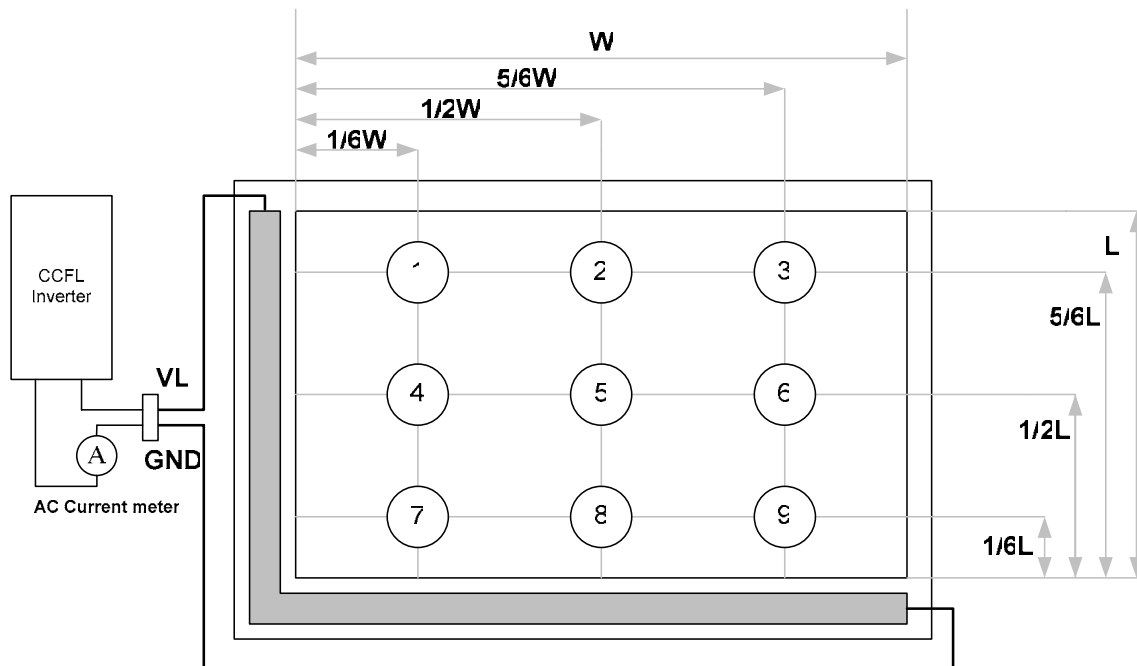 W
5/6W
1/2W
1/6W
CCFL
Inverter
1 2 3
L
5/6L
VL
4 5 6
1/2L
A
GND
AC Current meter
7 8 9
1/6L